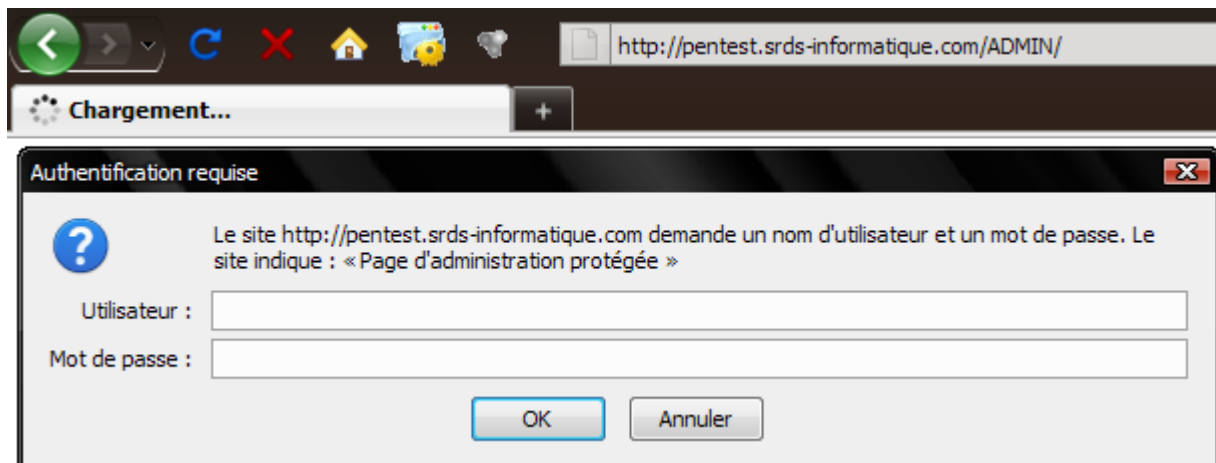 http://pentest.srds-informatique.com/ADMIN/
Chargement...
+
Authentification requise
Le site http://pentest.srds-informatique.com demande un nom d'utilisateur et un mot de passe. Le
site indique : « Page d'administration protégée »
Utilisateur :
Mot de passe :
OK Annuler